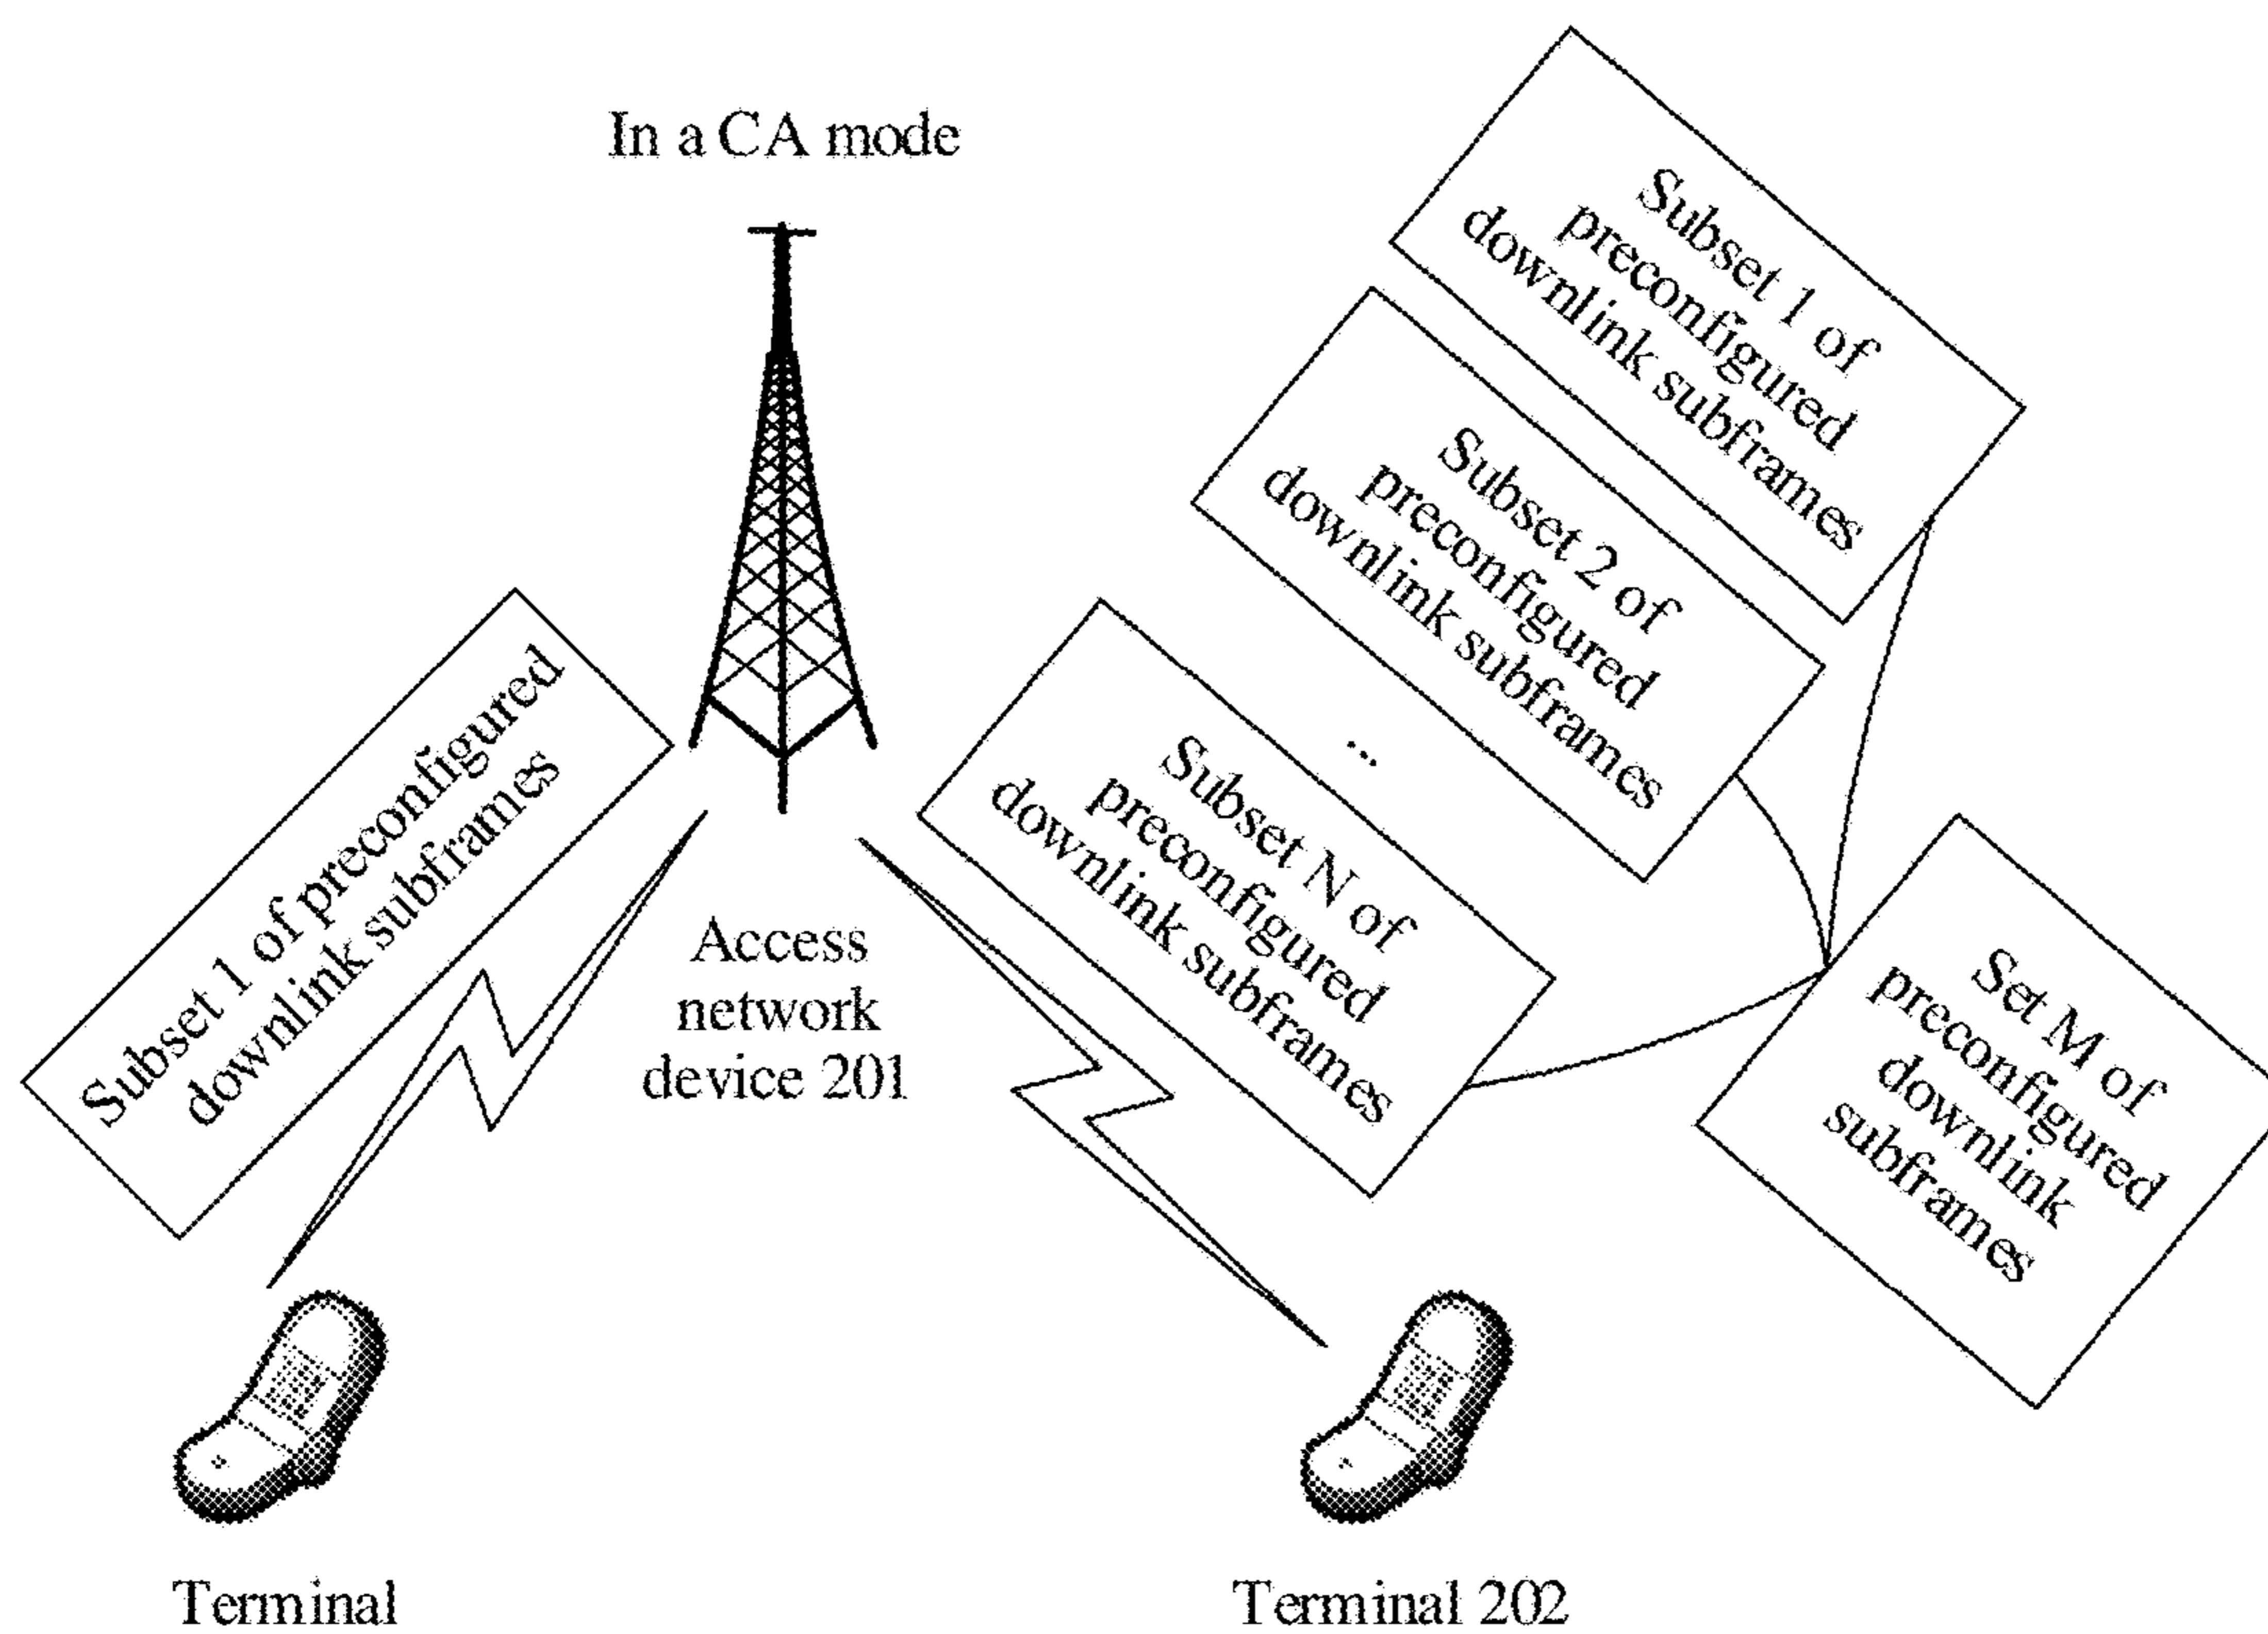 In a CA mode
Subset 1 of
preconfigured
downlink subframes
Subset 2 of
preconfigured
downlink subframes
...
Subset N of
preconfigured
downlink subframes
Set M of
preconfigured
downlink
subframes
Subset 1 of preconfigured
downlink subframes
Access
network
device 201
Terminal
Terminal 202